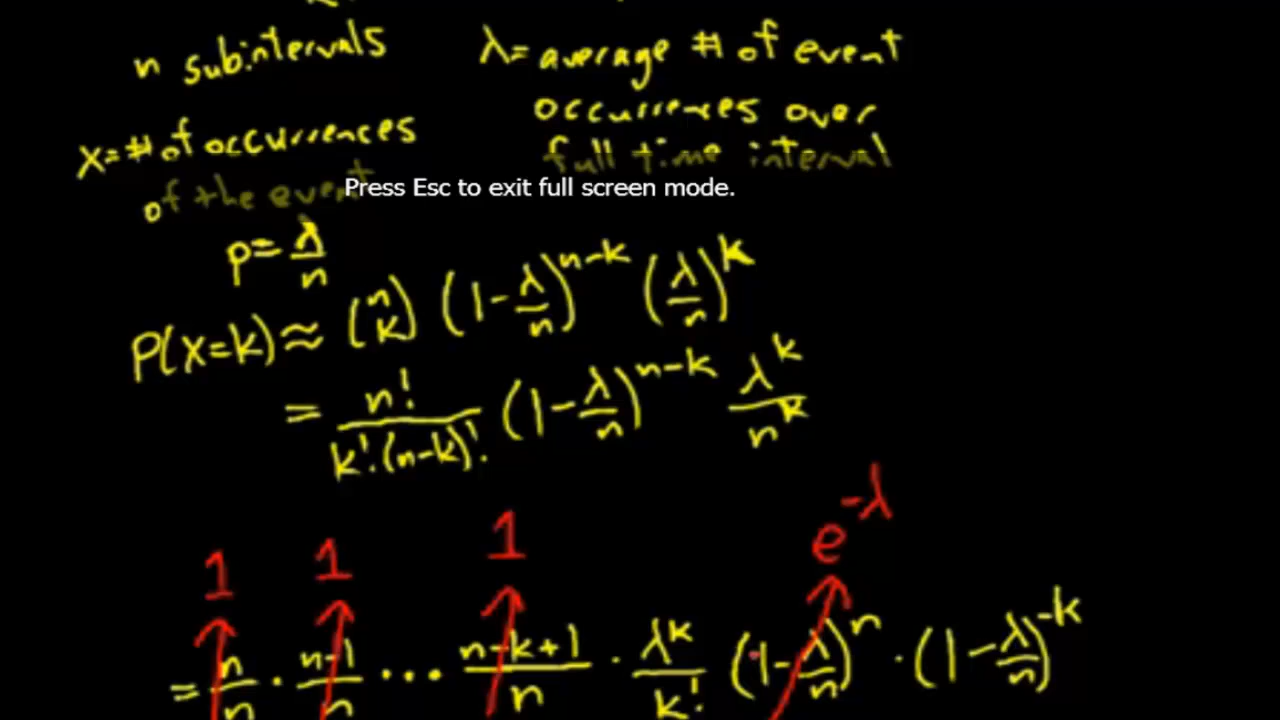 n subintervals
λ = average # of event
occurrences over
full time interval
X = # of occurrences
of the event
Press Esc to exit full screen mode.
p = λ/n
P(X=k) ≈ (n k) (1 - λ/n)^(n-k) (λ/n)^k
= n!/(k!·(n-k)!) (1 - λ/n)^(n-k) λ^k/n^k
1 1 1 e^(-λ)
= n/n · (n-1)/n ··· (n-k+1)/n · λ^k/k! (1 - λ/n)^n · (1 - λ/n)^(-k)